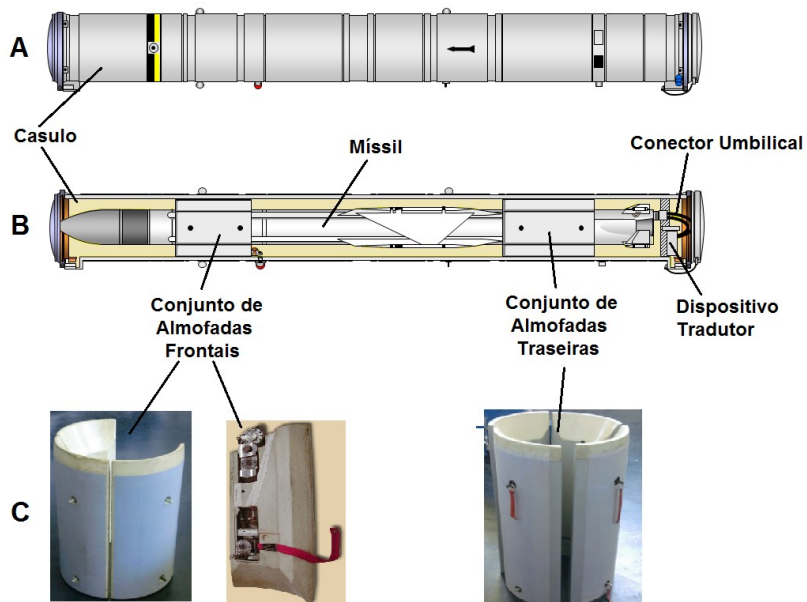 A
Casulo
Míssil
Conector Umbilical
B
Conjunto de
Almofadas
Frontais
Conjunto de
Almofadas
Traseiras
Dispositivo
Tradutor
C